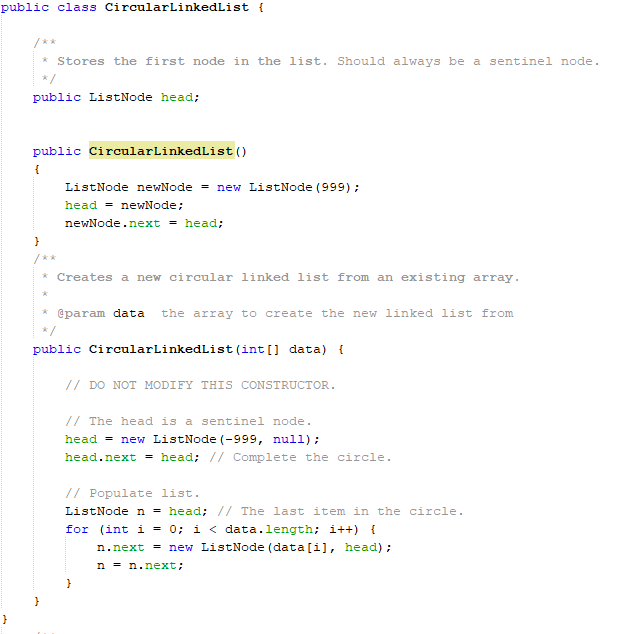 public class CircularLinkedList {
/**
* Stores the first node in the list. Should always be a sentinel node.
*/
public ListNode head;
public CircularLinkedList()
{
ListNode newNode = new ListNode(999);
head = newNode;
newNode.next = head;
}
/**
* Creates a new circular linked list from an existing array.
*
* @param data  the array to create the new linked list from
*/
public CircularLinkedList(int[] data) {
// DO NOT MODIFY THIS CONSTRUCTOR.
// The head is a sentinel node.
head = new ListNode(-999, null);
head.next = head; // Complete the circle.
// Populate list.
ListNode n = head; // The last item in the circle.
for (int i = 0; i < data.length; i++) {
n.next = new ListNode(data[i], head);
n = n.next;
}
}
}